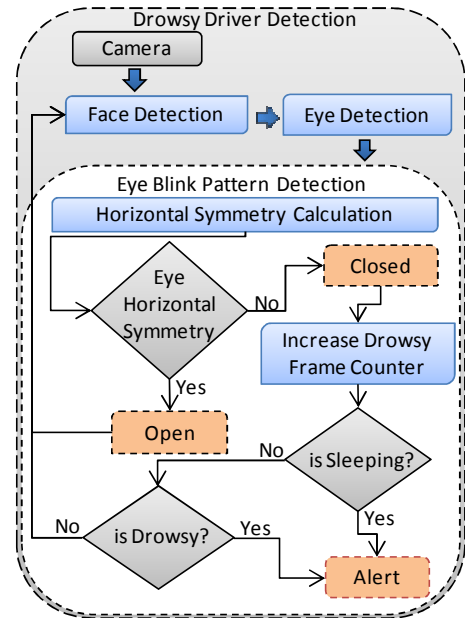 Drowsy Driver Detection
Camera
Face Detection
Eye Detection
Eye Blink Pattern Detection
Horizontal Symmetry Calculation
Eye
Horizontal
Symmetry
No
Closed
Increase Drowsy
Frame Counter
Yes
Open
No
is Sleeping?
No
is Drowsy?
Yes
Yes
Alert